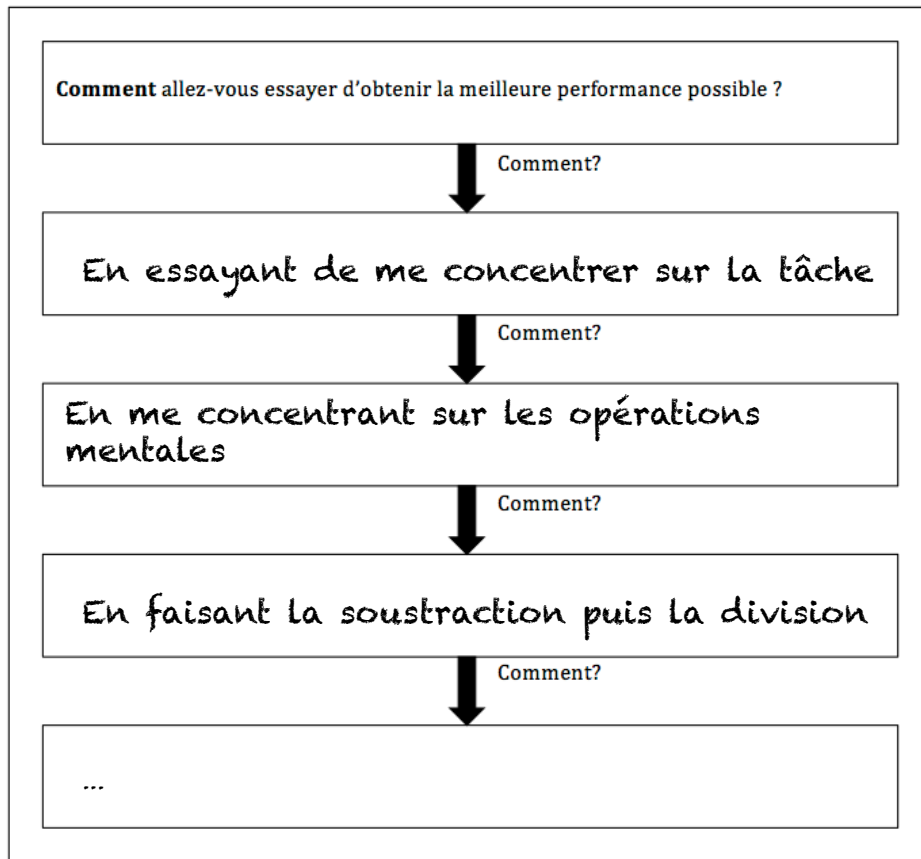 Comment allez-vous essayer d'obtenir la meilleure performance possible ?
Comment?
En essayant de me concentrer sur la tâche
Comment?
En me concentrant sur les opérations
mentales
Comment?
En faisant la soustraction puis la division
Comment?
...